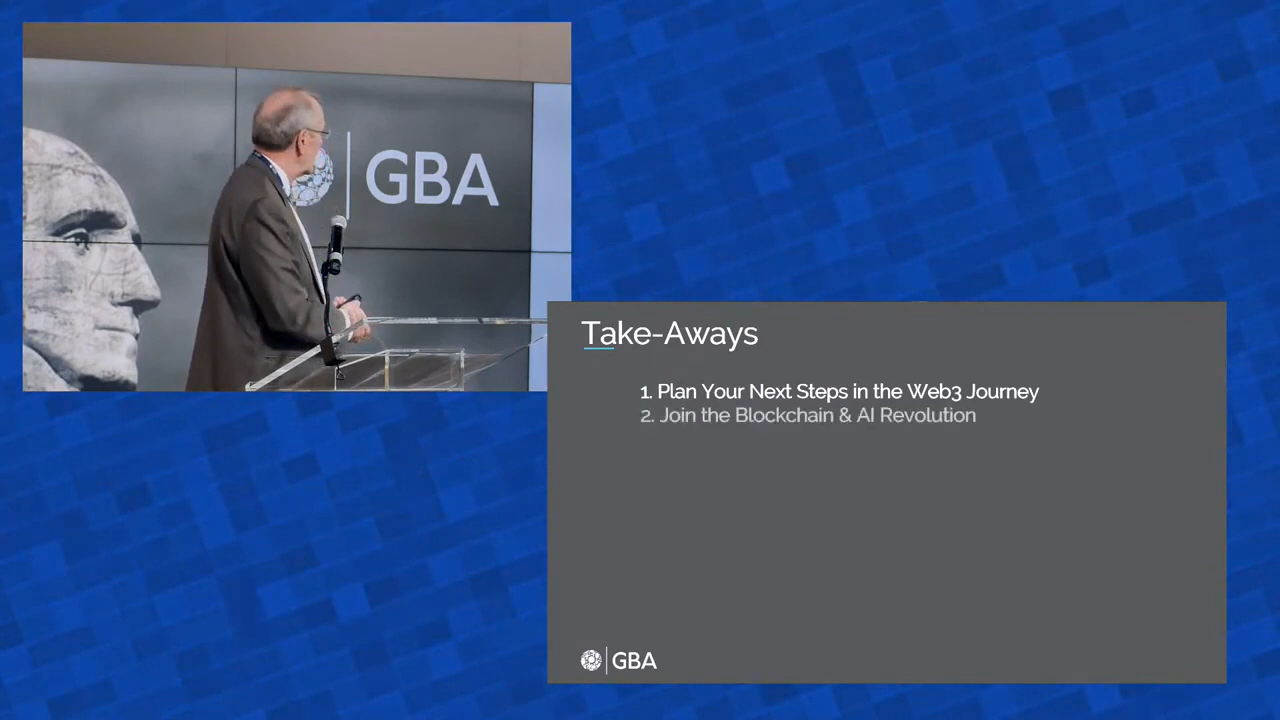 GBA
Take-Aways
1. Plan Your Next Steps in the Web3 Journey
2. Join the Blockchain & AI Revolution
GBA